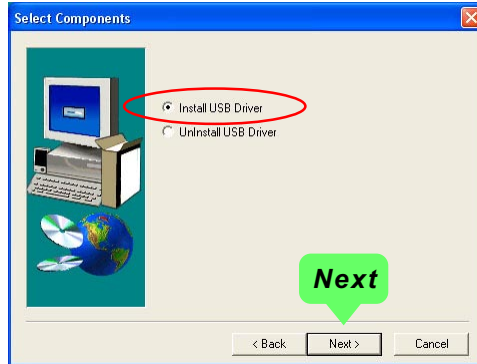 Select Components
Install USB Driver
UnInstall USB Driver
Next
< Back
Next >
Cancel